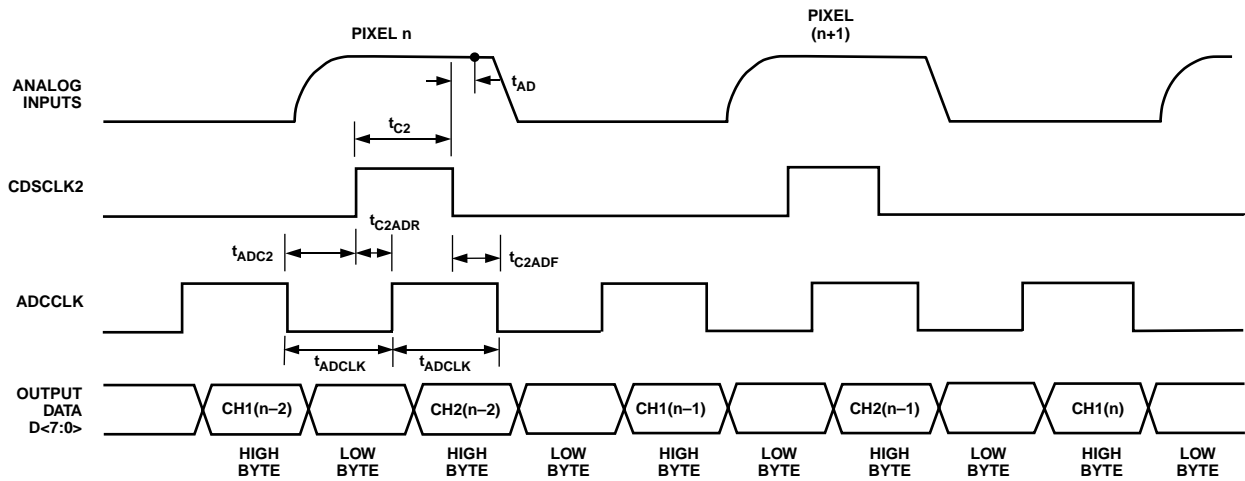 PIXEL n
PIXEL
(n+1)
ANALOG
INPUTS
tAD
tC2
CDSCLK2
tC2ADR
tADC2
tC2ADF
ADCCLK
tADCLK
tADCLK
OUTPUT
DATA
D<7:0>
CH1(n–2)
CH2(n–2)
CH1(n–1)
CH2(n–1)
CH1(n)
HIGH
BYTE
LOW
BYTE
HIGH
BYTE
LOW
BYTE
HIGH
BYTE
LOW
BYTE
HIGH
BYTE
LOW
BYTE
HIGH
BYTE
LOW
BYTE